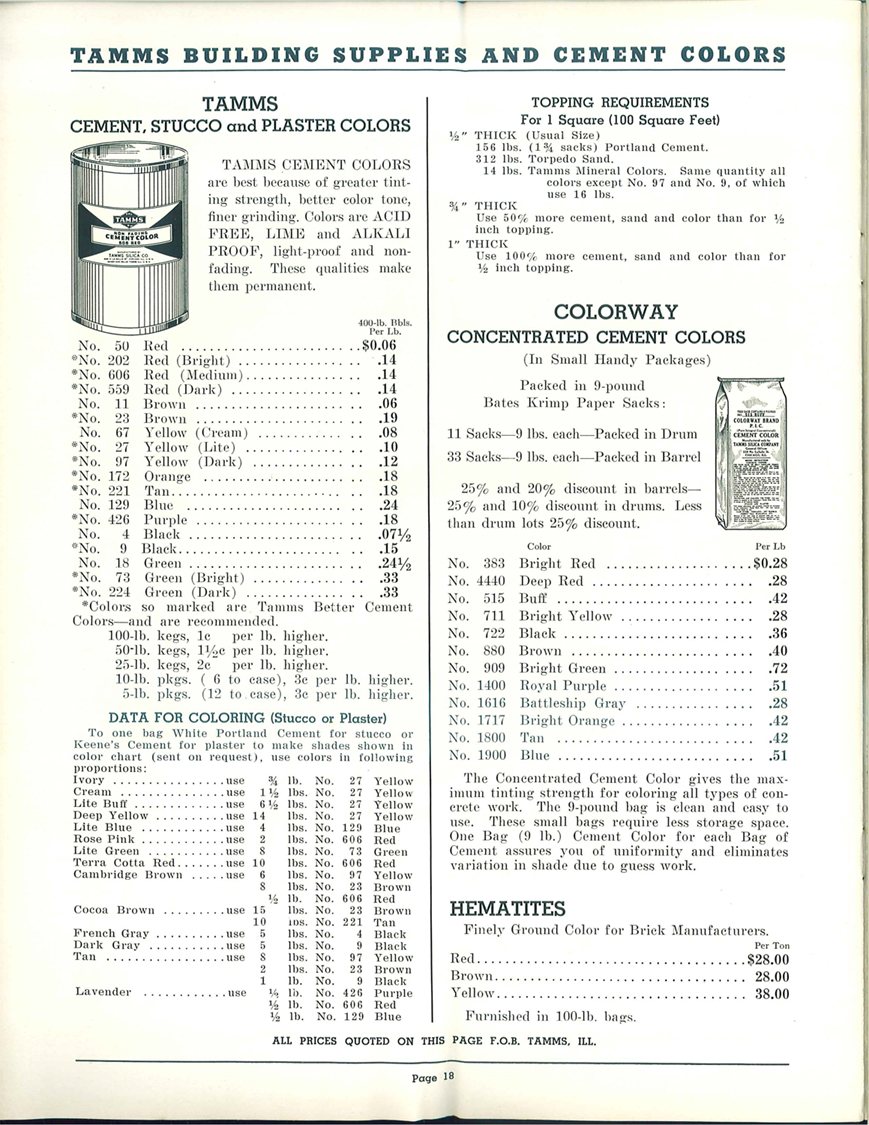 TAMMS BUILDING SUPPLIES AND CEMENT COLORS
TAMMS
CEMENT, STUCCO and PLASTER COLORS
TAMMS
NON FADING
CEMENT COLOR
TAMMS SILICA CO
TAMMS CEMENT COLORS
are best because of greater tint-
ing strength, better color tone,
finer grinding. Colors are ACID
FREE, LIME and ALKALI
PROOF, light-proof and non-
fading. These qualities make
them permanent.
400-lb. Bbls.
Per Lb.
No. 50 Red ........................$0.06
*No. 202 Red (Bright) ................. .14
*No. 606 Red (Medium)................ .14
*No. 559 Red (Dark) .................. .14
No. 11 Brown ....................... .06
*No. 23 Brown ....................... .19
No. 67 Yellow (Cream) .............. .08
*No. 27 Yellow (Lite) ................ .10
*No. 97 Yellow (Dark) ............... .12
*No. 172 Orange ...................... .18
*No. 221 Tan.......................... .18
No. 129 Blue ........................ .24
*No. 426 Purple ...................... .18
No. 4 Black ....................... .07½
*No. 9 Black......................... .15
No. 18 Green ....................... .24½
*No. 73 Green (Bright) ............... .33
*No. 224 Green (Dark) ................ .33
*Colors so marked are Tamms Better Cement
Colors—and are recommended.
100-lb. kegs, 1c per lb. higher.
50-lb. kegs, 1½c per lb. higher.
25-lb. kegs, 2c per lb. higher.
10-lb. pkgs. ( 6 to case), 3c per lb. higher.
5-lb. pkgs. (12 to case), 3c per lb. higher.
DATA FOR COLORING (Stucco or Plaster)
To one bag White Portland Cement for stucco or
Keene's Cement for plaster to make shades shown in
color chart (sent on request), use colors in following
proportions:
Ivory ...............use ¾ lb. No. 27 Yellow
Cream ..............use 1½ lbs. No. 27 Yellow
Lite Buff ............use 6½ lbs. No. 27 Yellow
Deep Yellow .........use 14 lbs. No. 27 Yellow
Lite Blue ...........use 4 lbs. No. 129 Blue
Rose Pink ..........use 2 lbs. No. 606 Red
Lite Green ..........use 8 lbs. No. 73 Green
Terra Cotta Red......use 10 lbs. No. 606 Red
Cambridge Brown .....use 6 lbs. No. 97 Yellow
8 lbs. No. 23 Brown
½ lb. No. 606 Red
Cocoa Brown .........use 15 lbs. No. 23 Brown
10 lbs. No. 221 Tan
French Gray .........use 5 lbs. No. 4 Black
Dark Gray ..........use 5 lbs. No. 9 Black
Tan ................use 8 lbs. No. 97 Yellow
2 lbs. No. 23 Brown
1 lb. No. 9 Black
Lavender ............use lb. No. 426 Purple
½ lb. No. 606 Red
½ lb. No. 129 Blue
TOPPING REQUIREMENTS
For 1 Square (100 Square Feet)
½" THICK (Usual Size)
156 lbs. (1¾ sacks) Portland Cement.
312 lbs. Torpedo Sand.
14 lbs. Tamms Mineral Colors. Same quantity all
colors except No. 97 and No. 9, of which
use 16 lbs.
¾" THICK
Use 50% more cement, sand and color than for ½
inch topping.
1" THICK
Use 100% more cement, sand and color than for
½ inch topping.
COLORWAY
CONCENTRATED CEMENT COLORS
(In Small Handy Packages)
Packed in 9-pound
Bates Krimp Paper Sacks:
11 Sacks—9 lbs. each—Packed in Drum
33 Sacks—9 lbs. each—Packed in Barrel
25% and 20% discount in barrels—
25% and 10% discount in drums. Less
than drum lots 25% discount.
COLORWAY BRAND
P.I.C.
CEMENT COLOR
TAMMS SILICA COMPANY
Color Per Lb
No. 383 Bright Red ....................$0.28
No. 4440 Deep Red ...................... .28
No. 515 Buff ........................... .42
No. 711 Bright Yellow .................. .28
No. 722 Black .......................... .36
No. 880 Brown .......................... .40
No. 909 Bright Green ................... .72
No. 1400 Royal Purple ................... .51
No. 1616 Battleship Gray ................ .28
No. 1717 Bright Orange .................. .42
No. 1800 Tan ............................ .42
No. 1900 Blue ........................... .51
The Concentrated Cement Color gives the max-
imum tinting strength for coloring all types of con-
crete work. The 9-pound bag is clean and easy to
use. These small bags require less storage space.
One Bag (9 lb.) Cement Color for each Bag of
Cement assures you of uniformity and eliminates
variation in shade due to guess work.
HEMATITES
Finely Ground Color for Brick Manufacturers.
Per Ton
Red....................................$28.00
Brown.................................. 28.00
Yellow................................. 38.00
Furnished in 100-lb. bags.
ALL PRICES QUOTED ON THIS PAGE F.O.B. TAMMS, ILL.
Page 18